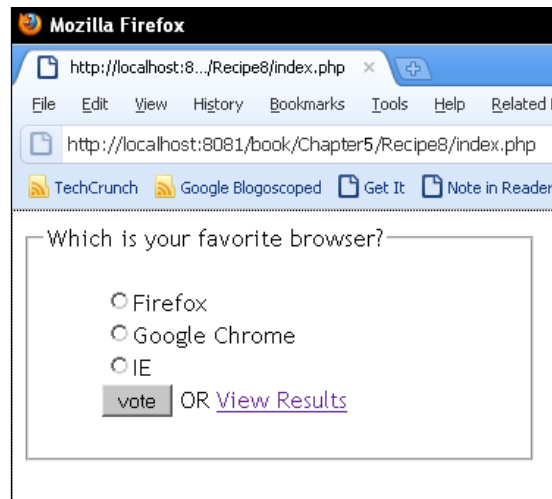 Mozilla Firefox
http://localhost:8.../Recipe8/index.php
File Edit View History Bookmarks Tools Help Related
http://localhost:8081/book/Chapter5/Recipe8/index.php
TechCrunch Google Blogoscoped Get It Note in Reader
Which is your favorite browser?
Firefox
Google Chrome
IE
vote OR View Results